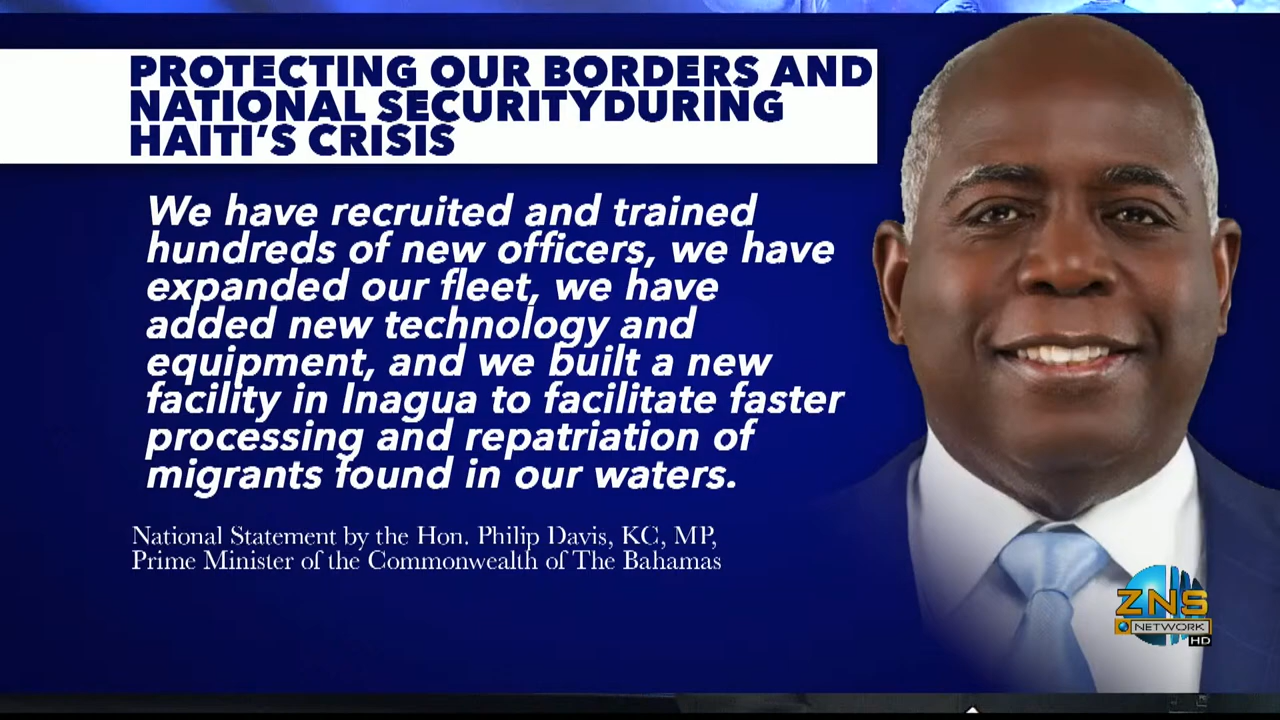 PROTECTING OUR BORDERS AND
NATIONAL SECURITYDURING
HAITI'S CRISIS
We have recruited and trained
hundreds of new officers, we have
expanded our fleet, we have
added new technology and
equipment, and we built a new
facility in Inagua to facilitate faster
processing and repatriation of
migrants found in our waters.
National Statement by the Hon. Philip Davis, KC, MP,
Prime Minister of the Commonwealth of The Bahamas
ZNS
NETWORK
HD